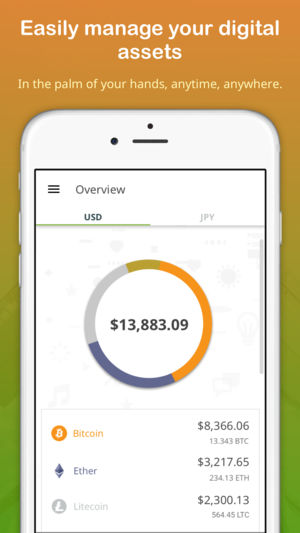 Easily manage your digital
assets
In the palm of your hands, anytime, anywhere.
Overview
USD JPY
$13,883.09
Bitcoin $8,366.06
13.343 BTC
Ether $3,217.65
234.13 ETH
Litecoin $2,300.13
564.45 LTC